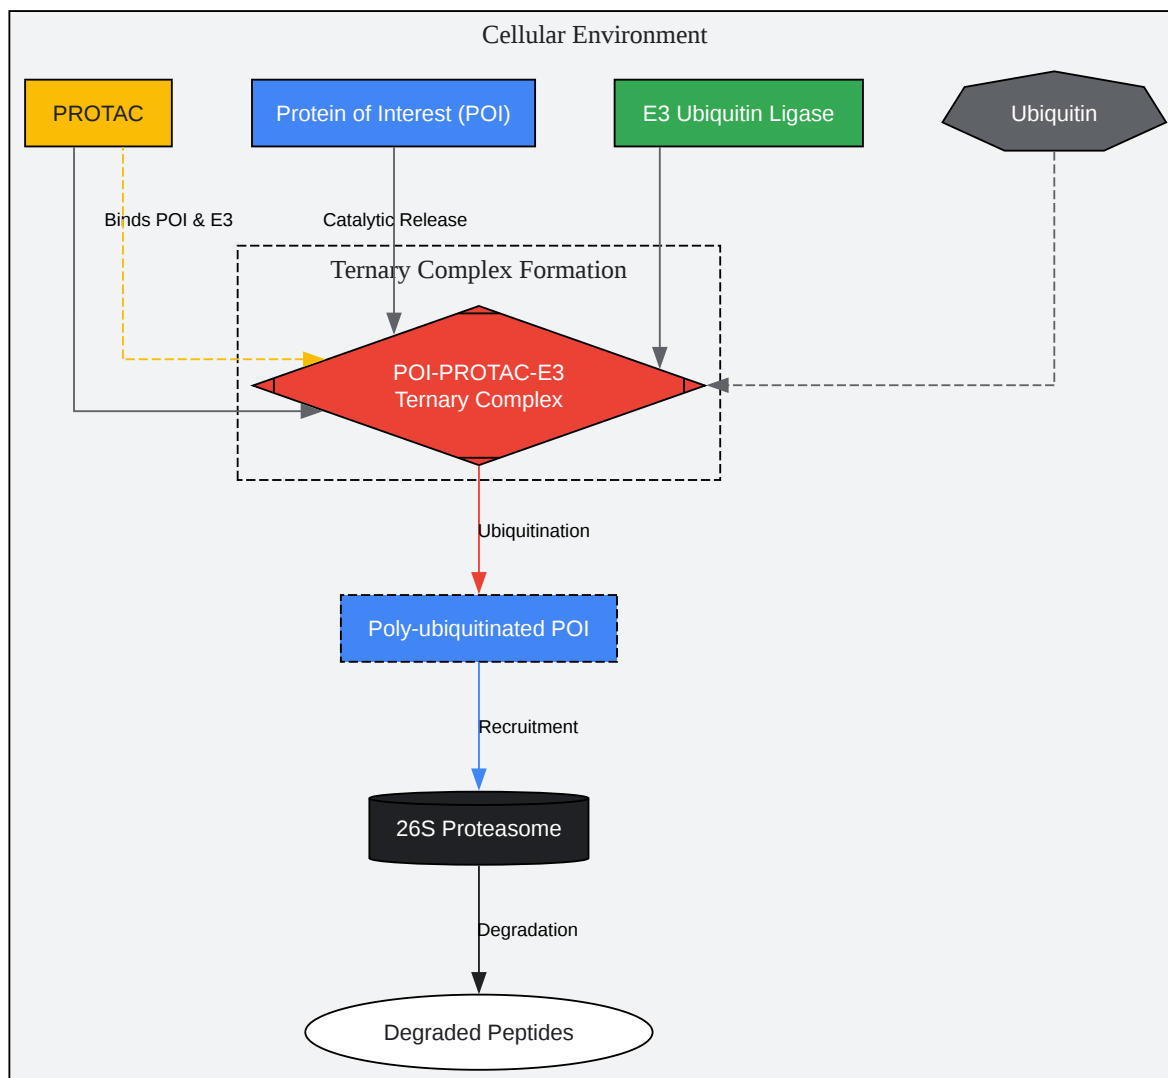 Cellular Environment
PROTAC
Protein of Interest (POI)
E3 Ubiquitin Ligase
Ubiquitin
Binds POI & E3
Catalytic Release
Ternary Complex Formation
POI-PROTAC-E3
Ternary Complex
Ubiquitination
Poly-ubiquitinated POI
Recruitment
26S Proteasome
Degradation
Degraded Peptides